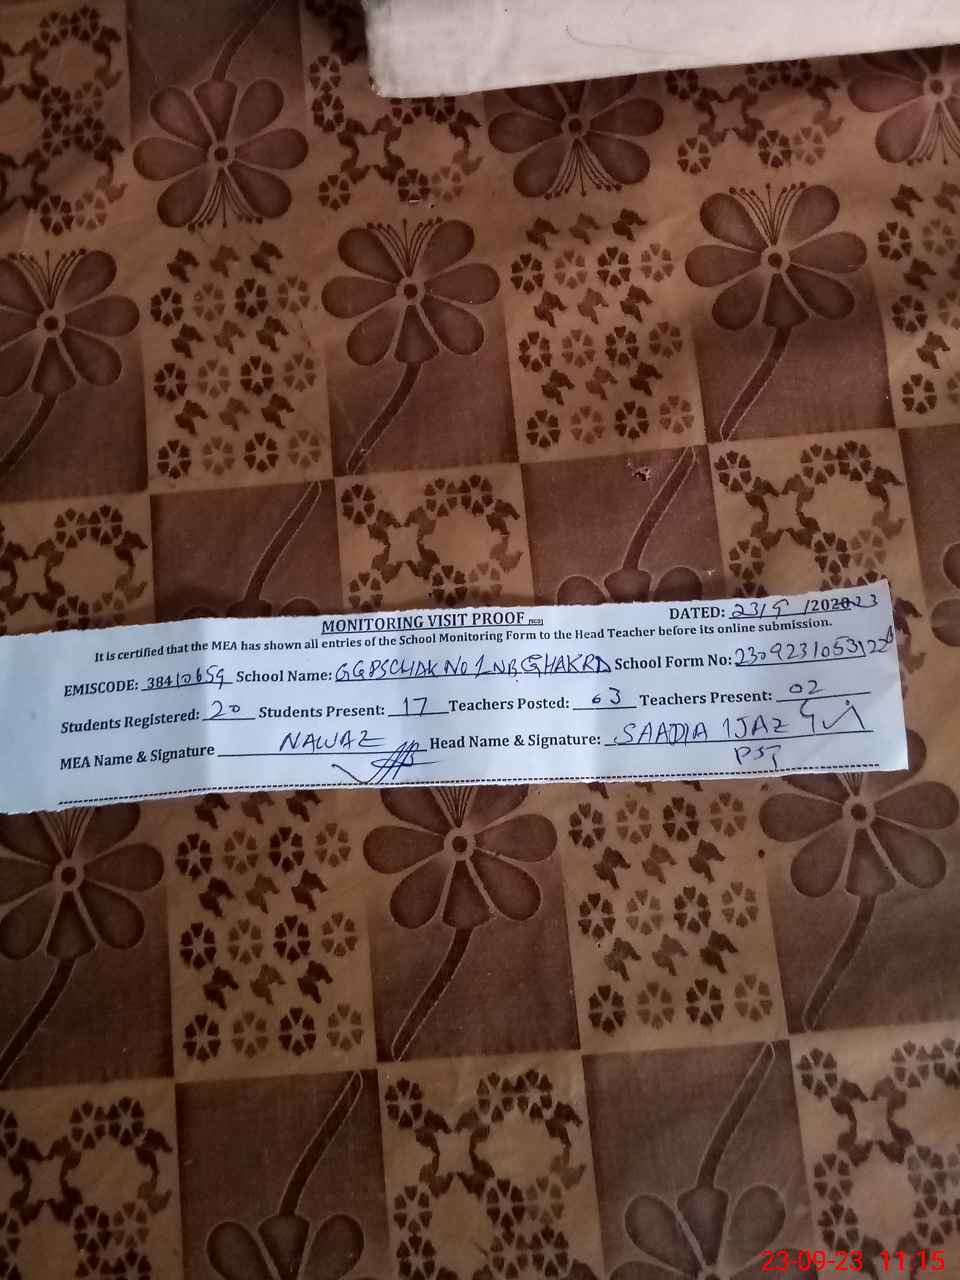 MONITORING VISIT PROOF
DATED: 23/9/202023
It is certified that the MEA has shown all entries of the School Monitoring Form to the Head Teacher before its online submission.
EMISCODE: 38410659 School Name: GGPSCHAK NO 1 NB GHAKRA School Form No:
Students Registered: 20 Students Present: 17 Teachers Posted: 03 Teachers Present: 02
MEA Name & Signature NAWAZ Head Name & Signature: SAADIA IJAZ
PST
23-09-23 11:15